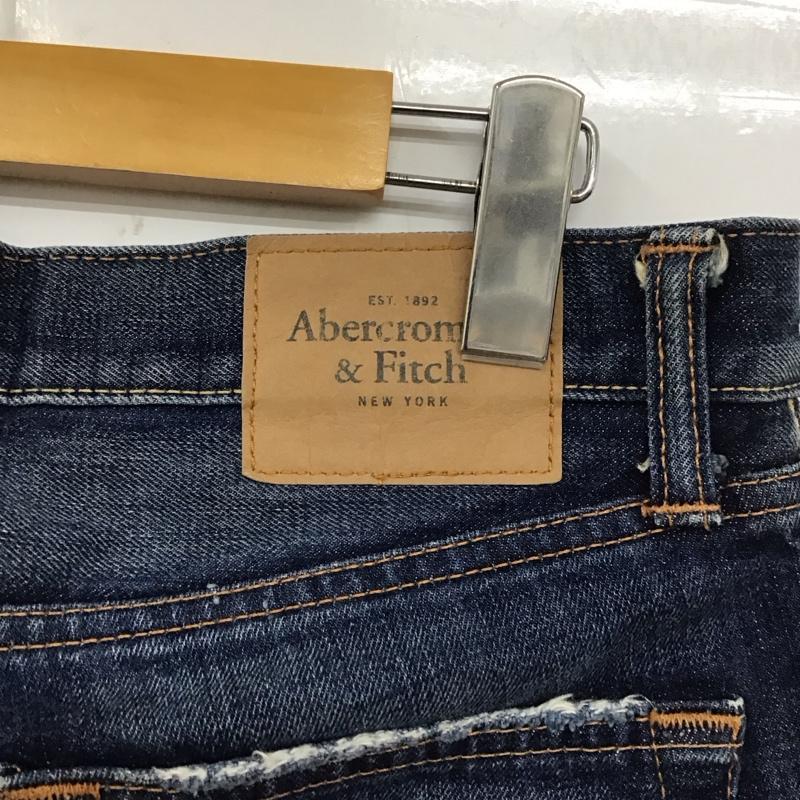 EST. 1892
Abercrom
& Fitch
NEW YORK